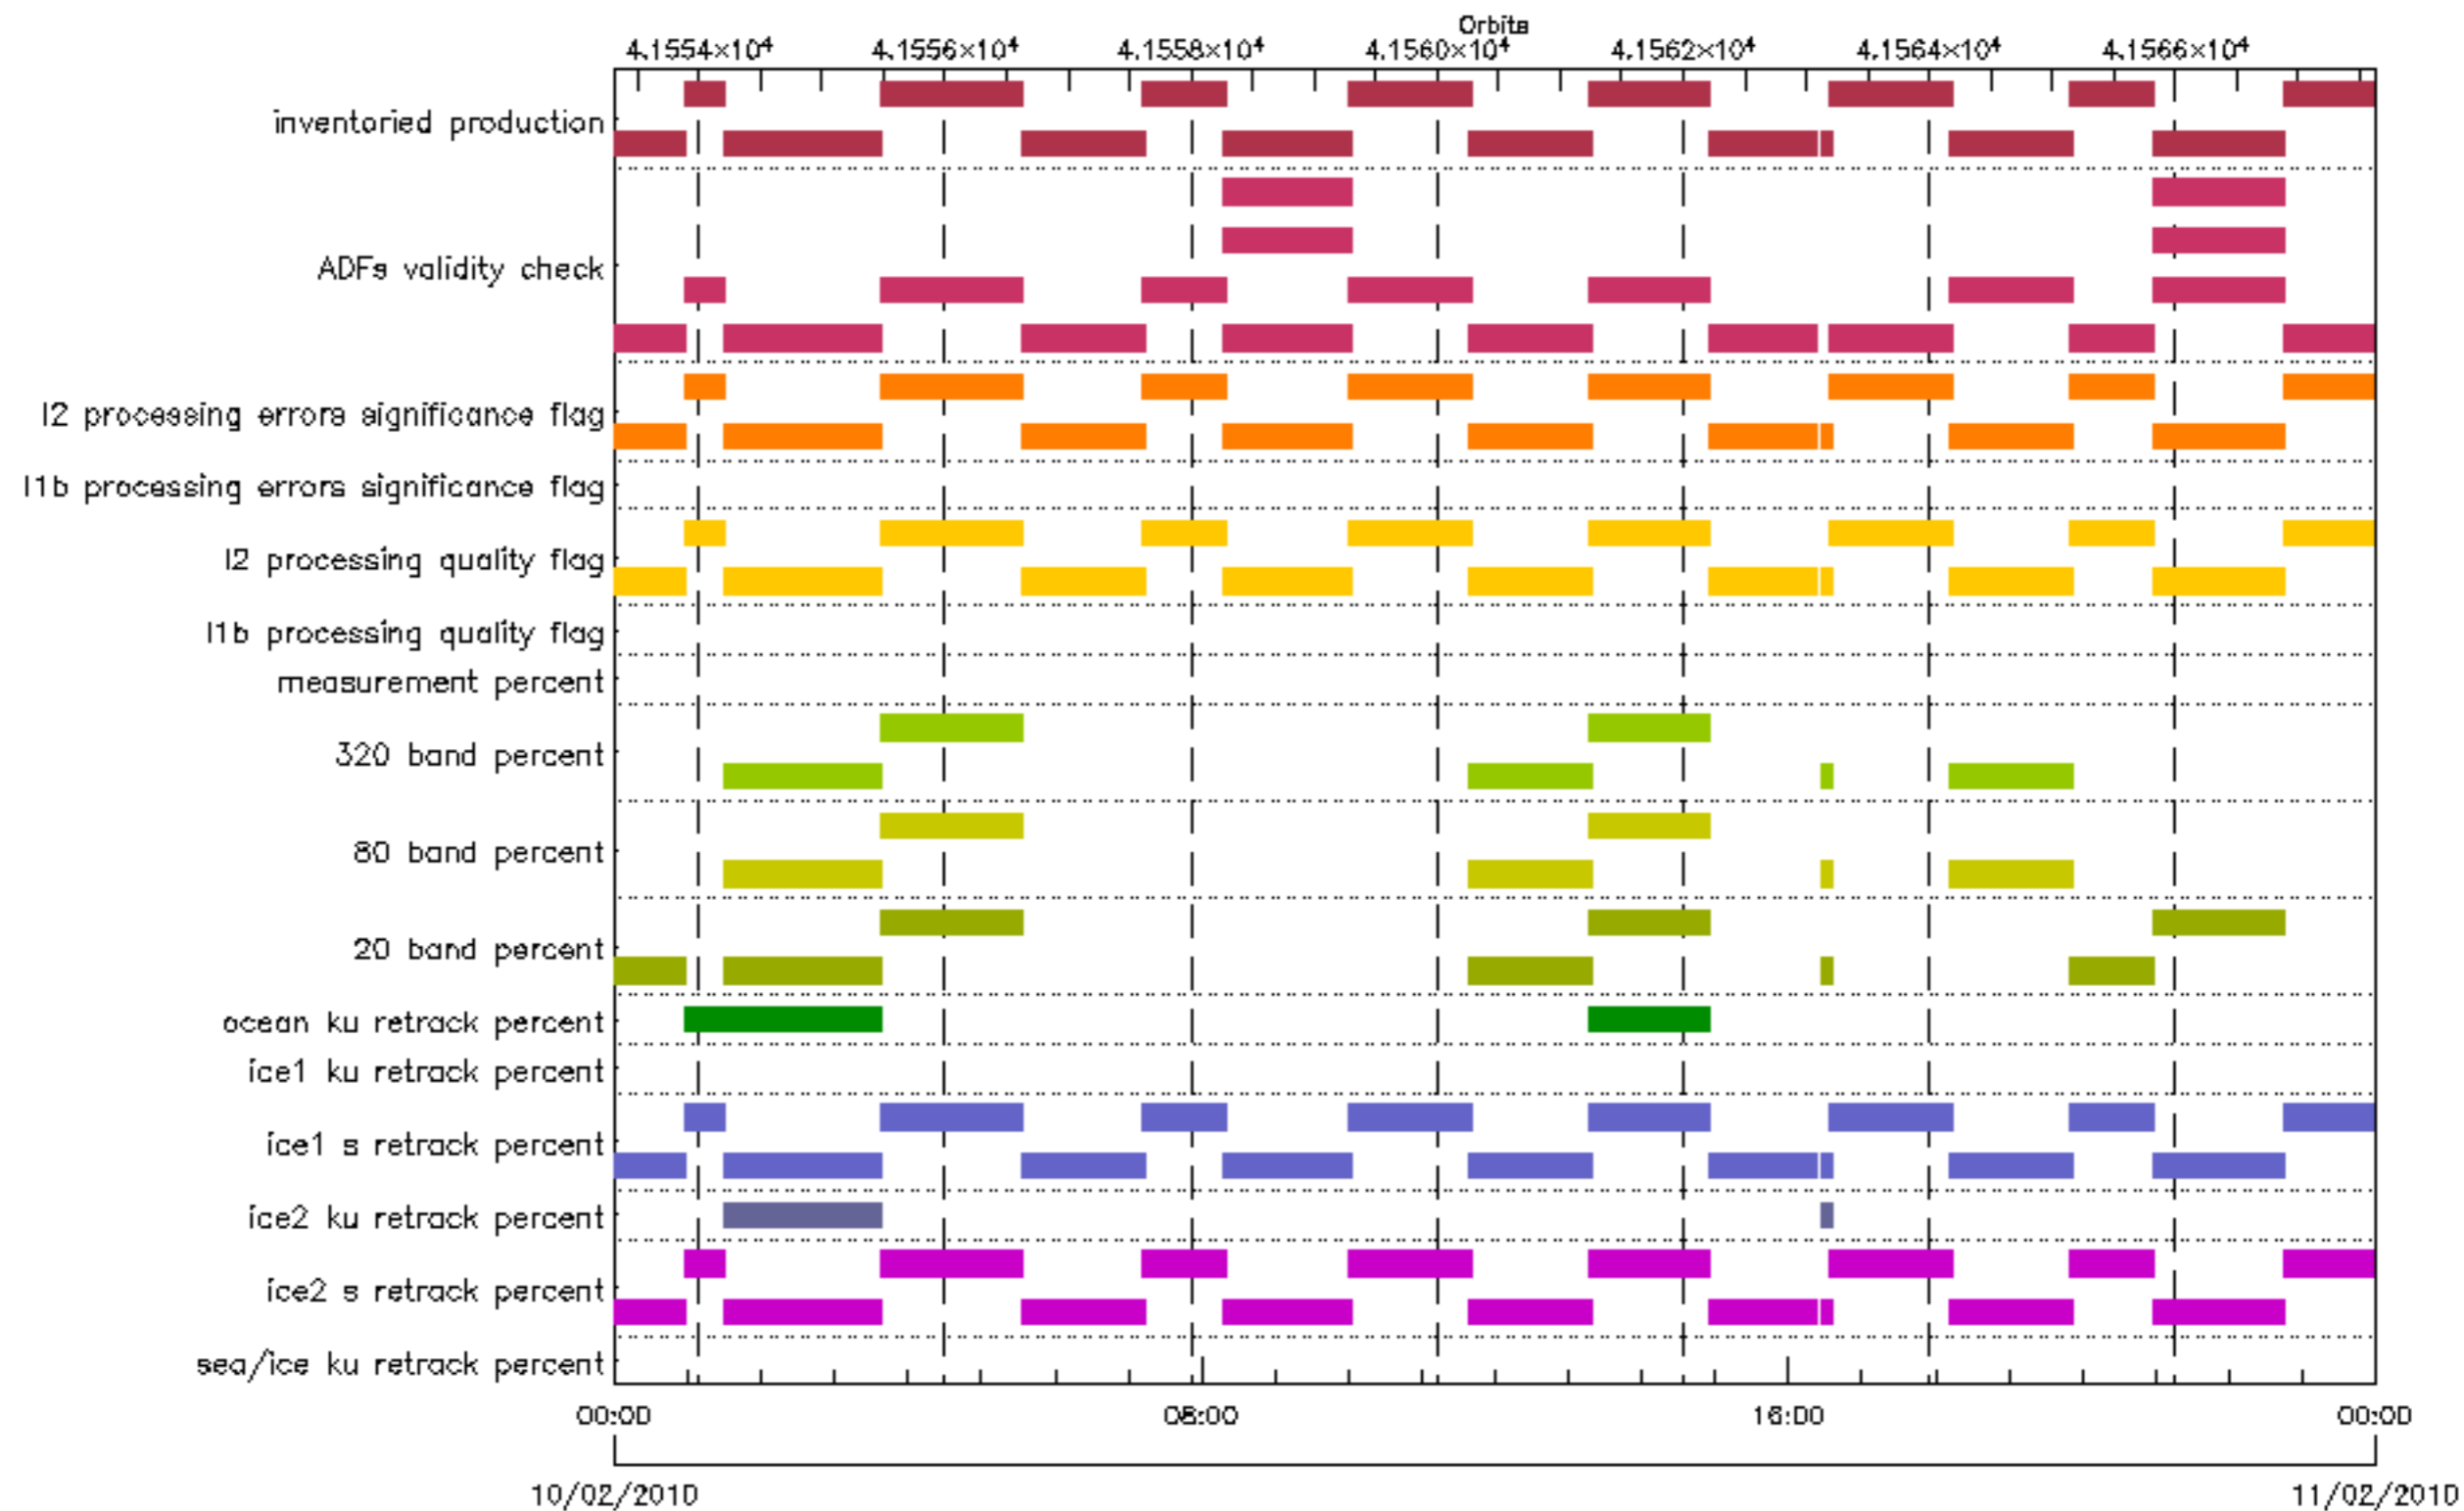 Orbits
4.1554×10⁴ 4.1556×10⁴ 4.1558×10⁴ 4.1560×10⁴ 4.1562×10⁴ 4.1564×10⁴ 4.1566×10⁴
inventoried production
ADFs validity check
l2 processing errors significance flag
l1b processing errors significance flag
l2 processing quality flag
l1b processing quality flag
measurement percent
320 band percent
80 band percent
20 band percent
ocean ku retrack percent
ice1 ku retrack percent
ice1 s retrack percent
ice2 ku retrack percent
ice2 s retrack percent
sea/ice ku retrack percent
00:00 08:00 16:00 00:00
10/02/2010 11/02/2010